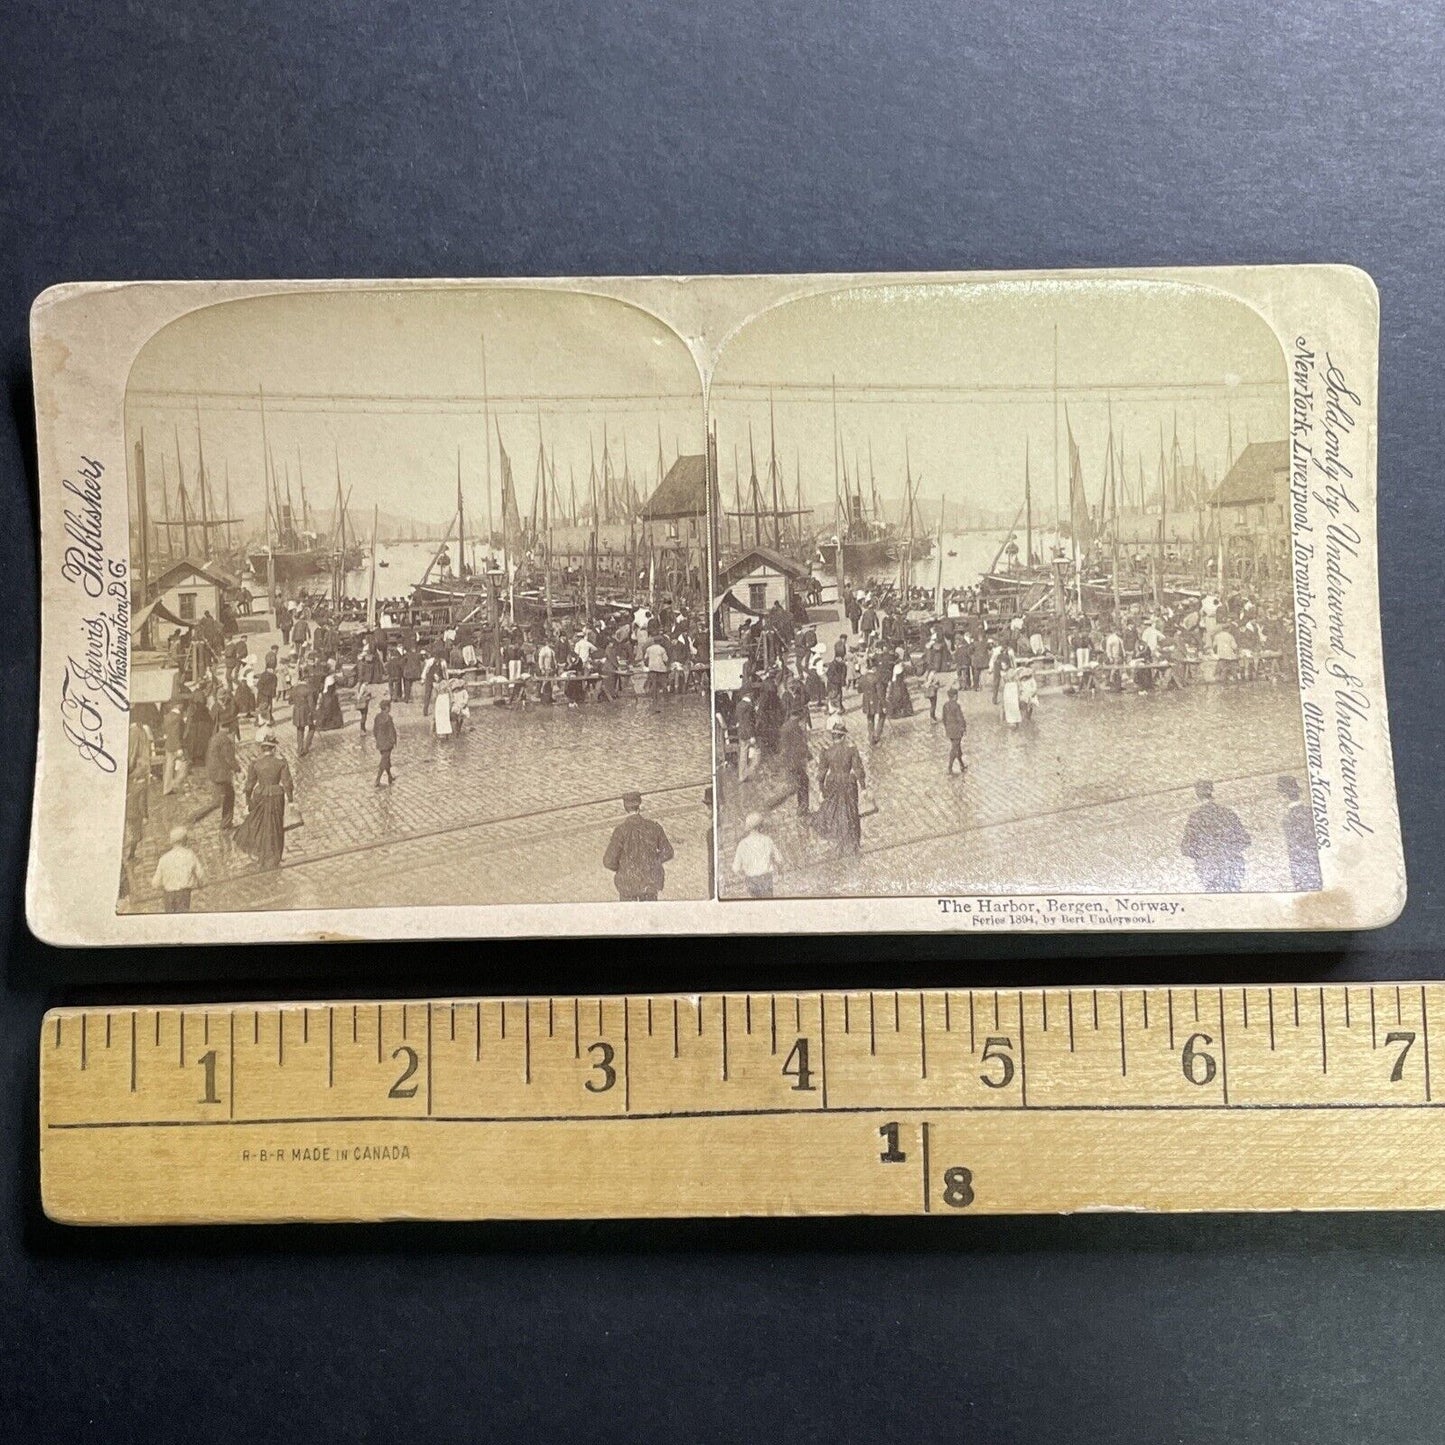 J. F. Jarvis, Publishers
Washington, D.C.
Sold only by Underwood & Underwood,
New York, Liverpool, Toronto-Canada, Ottawa-Kansas.
The Harbor, Bergen, Norway.
Series 1894, by Bert Underwood.
1 2 3 4 5 6 7
R-B-R MADE IN CANADA
1 8